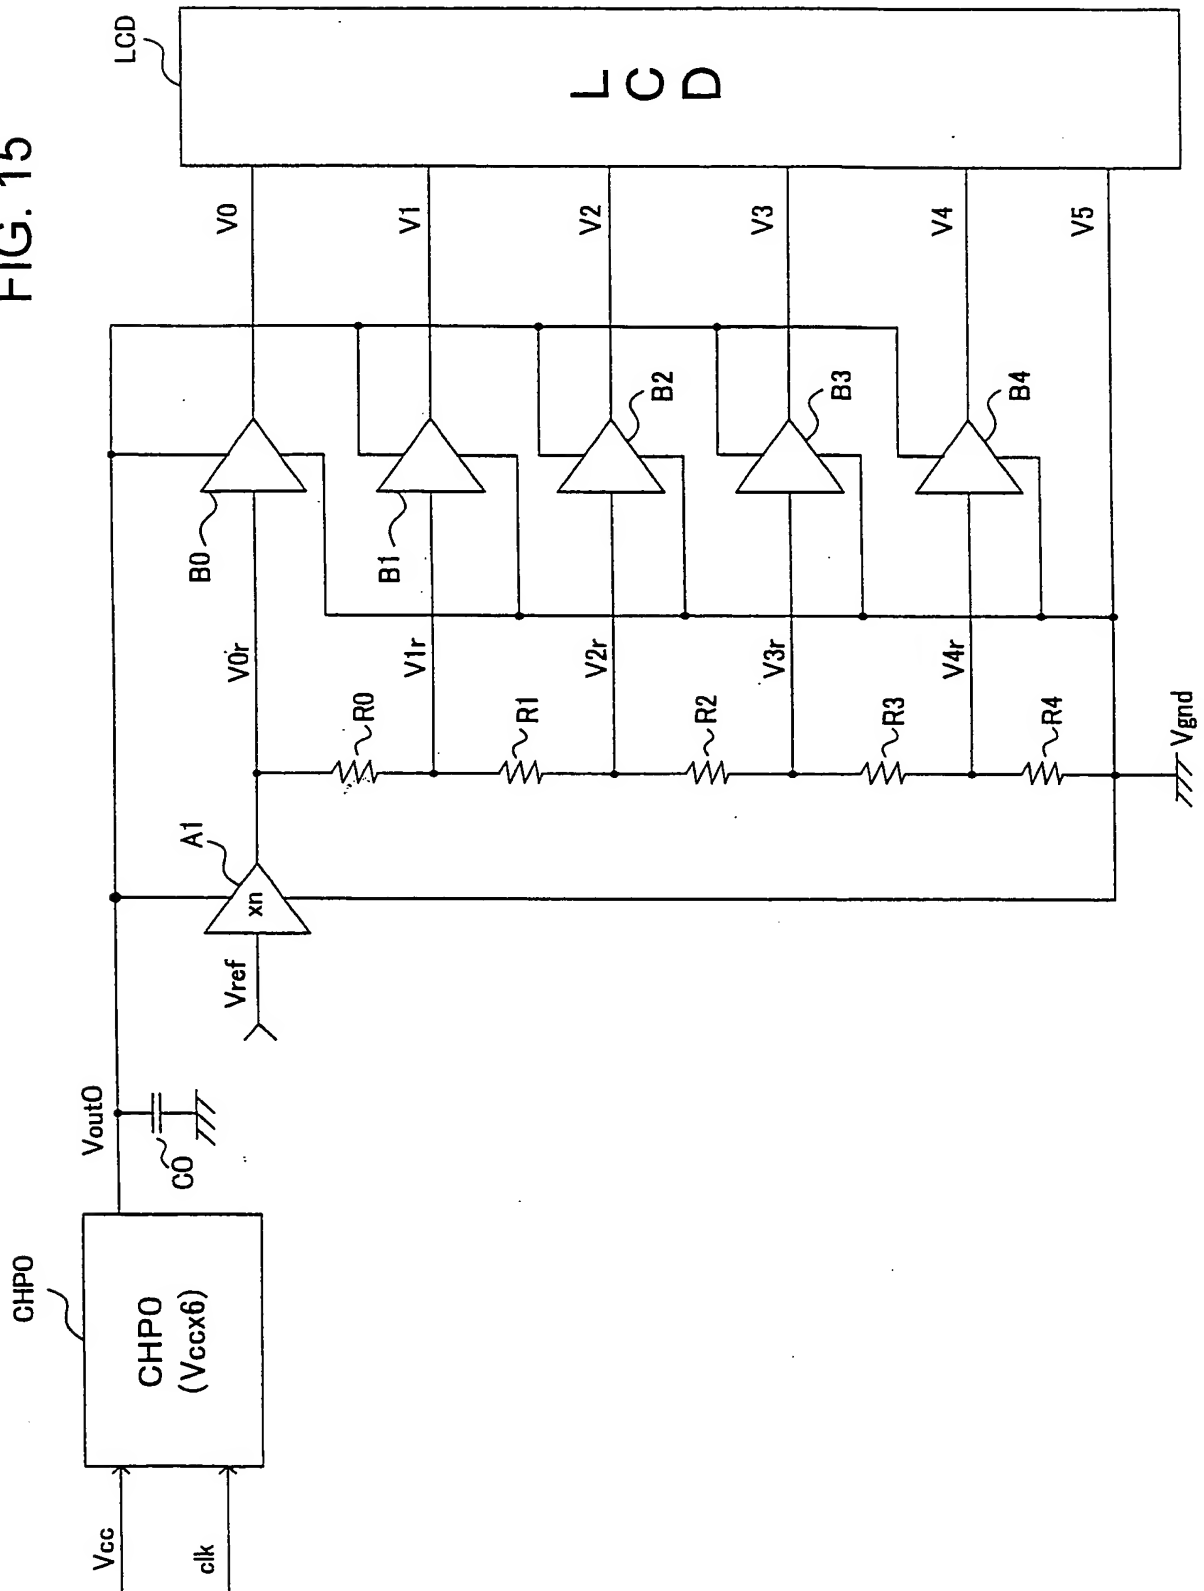 FIG. 15
CHP0
Vcc
clk
CHP0
(Vccx6)
Vout0
C0
Vref
A1
xn
V0r
V1r
V2r
V3r
V4r
R0
R1
R2
R3
R4
Vgnd
B0
B1
B2
B3
B4
V0
V1
V2
V3
V4
V5
LCD
LCD